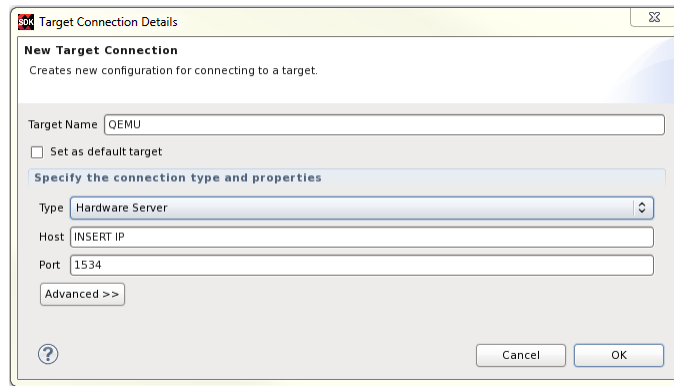 SDK Target Connection Details
New Target Connection
Creates new configuration for connecting to a target.
Target Name QEMU
Set as default target
Specify the connection type and properties
Type Hardware Server
Host INSERT IP
Port 1534
Advanced >>
? Cancel OK